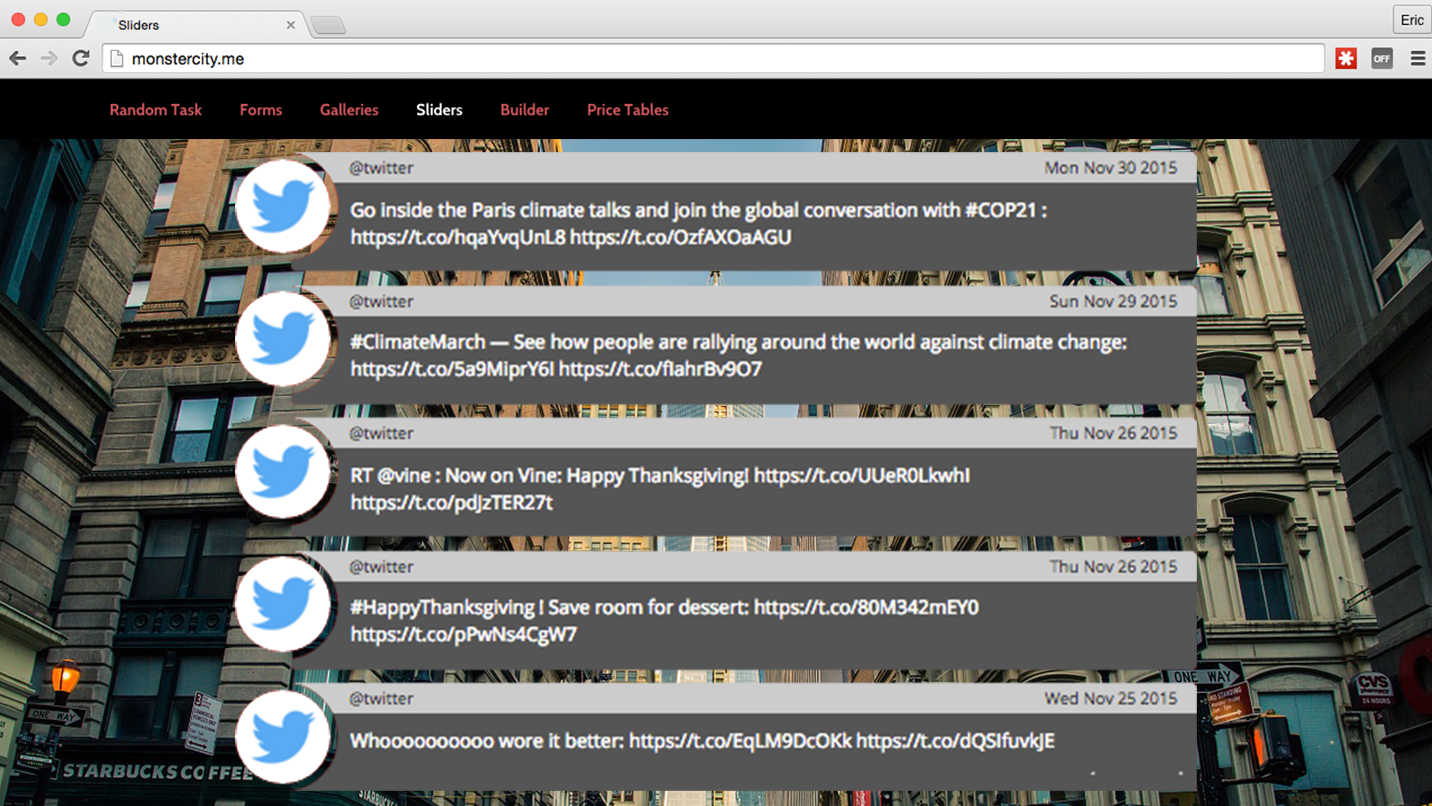 Sliders
Eric
monstercity.me
OFF
Random Task Forms Galleries Sliders Builder Price Tables
@twitter Mon Nov 30 2015
Go inside the Paris climate talks and join the global conversation with #COP21 :
https://t.co/hqaYvqUnL8 https://t.co/OzfAXOaAGU
@twitter Sun Nov 29 2015
#ClimateMarch — See how people are rallying around the world against climate change:
https://t.co/5a9MiprY6I https://t.co/flahrBv9O7
@twitter Thu Nov 26 2015
RT @vine : Now on Vine: Happy Thanksgiving! https://t.co/UUeR0LkwhI
https://t.co/pdJzTER27t
@twitter Thu Nov 26 2015
#HappyThanksgiving ! Save room for dessert: https://t.co/80M342mEY0
https://t.co/pPwNs4CgW7
@twitter Wed Nov 25 2015
Whoooooooooo wore it better: https://t.co/EqLM9DcOKk https://t.co/dQSIfuvkJE
ONE WAY
ONE WAY
NO STANDING
CVS
pharmacy
24 HOURS
STARBUCKS COFFEE